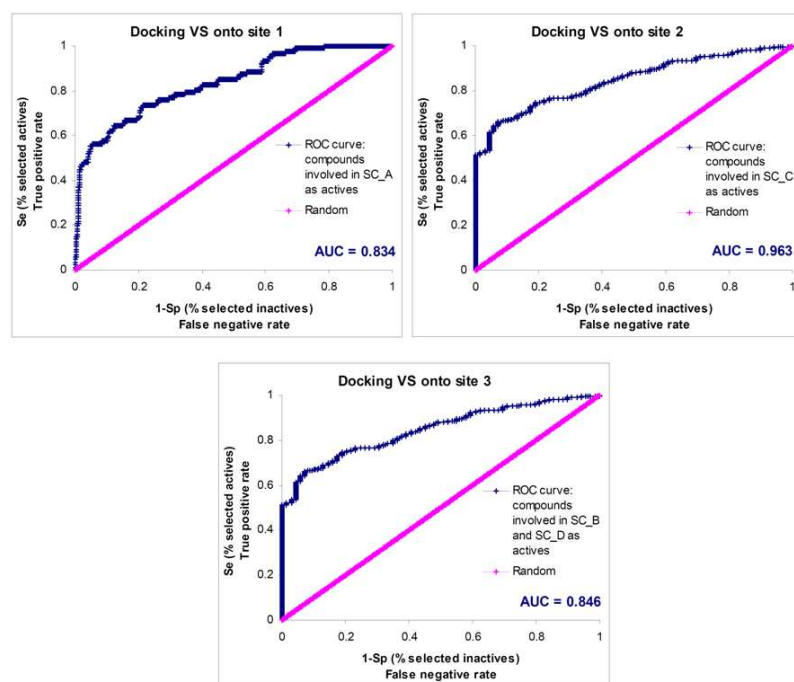 Docking VS onto site 1
Se (% selected actives)
True positive rate
1
0.8
0.6
0.4
0.2
0
0
0.2
0.4
0.6
0.8
1
ROC curve:
compounds
involved in SC_A
as actives
Random
AUC = 0.834
1-Sp (% selected inactives)
False negative rate
Docking VS onto site 2
Se (% selected actives)
True positive rate
1
0.8
0.6
0.4
0.2
0
0
0.2
0.4
0.6
0.8
1
ROC curve:
compounds
involved in SC_C
as actives
Random
AUC = 0.963
1-Sp (% selected inactives)
False negative rate
Docking VS onto site 3
Se (% selected actives)
True positive rate
1
0.8
0.6
0.4
0.2
0
0
0.2
0.4
0.6
0.8
1
ROC curve:
compounds
involved in SC_B
and SC_D as
actives
Random
AUC = 0.846
1-Sp (% selected inactives)
False negative rate